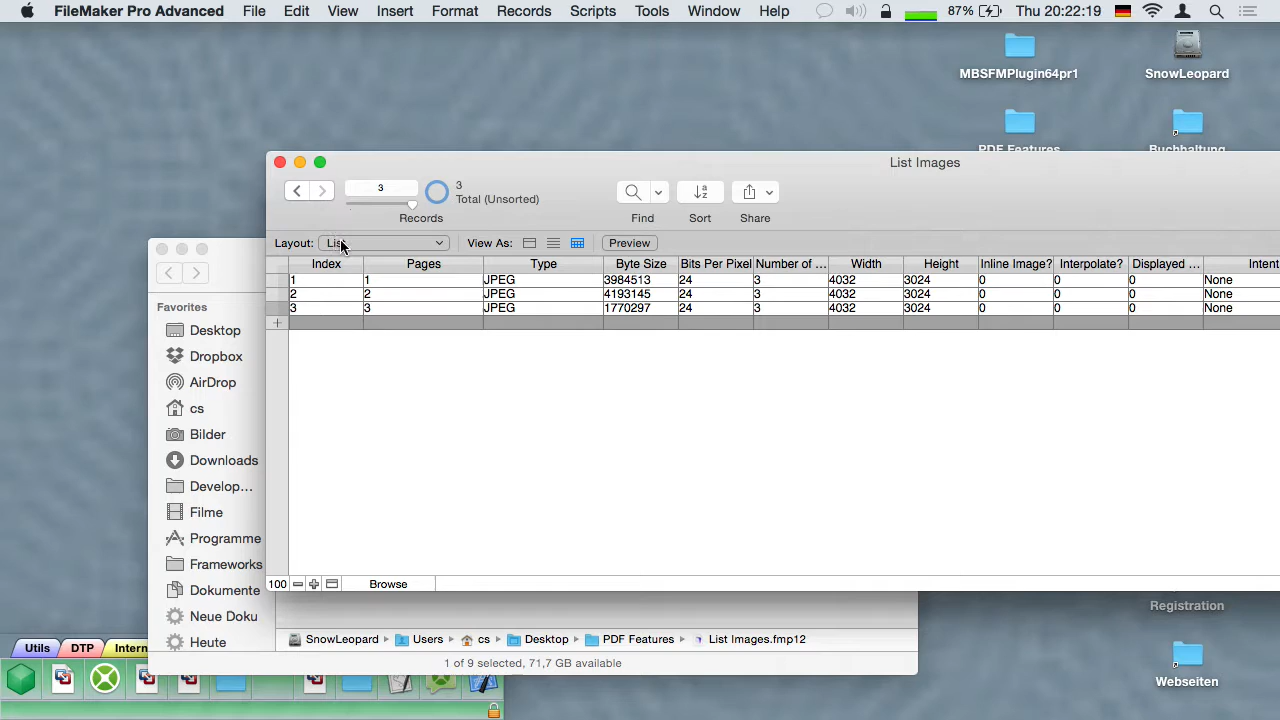 FileMaker Pro Advanced File Edit View Insert Format Records Scripts Tools Window Help 87% Thu 20:22:19
MBSFMPlugin64pr1 SnowLeopard
PDF Features Buchhaltung
List Images
3 3
Total (Unsorted)
Records Find Sort Share
Layout: List View As: Preview
Index Pages Type Byte Size Bits Per Pixel Number of ... Width Height Inline Image? Interpolate? Displayed ... Intent
1 1 JPEG 3984513 24 3 4032 3024 0 0 0 None
2 2 JPEG 4193145 24 3 4032 3024 0 0 0 None
3 3 JPEG 1770297 24 3 4032 3024 0 0 0 None
Favorites
Desktop
Dropbox
AirDrop
cs
Bilder
Downloads
Develop...
Filme
Programme
Frameworks
Dokumente
Neue Doku
Heute
100 Browse
Registration
SnowLeopard Users cs Desktop PDF Features List Images.fmp12
1 of 9 selected, 71,7 GB available
Utils DTP Intern
Webseiten